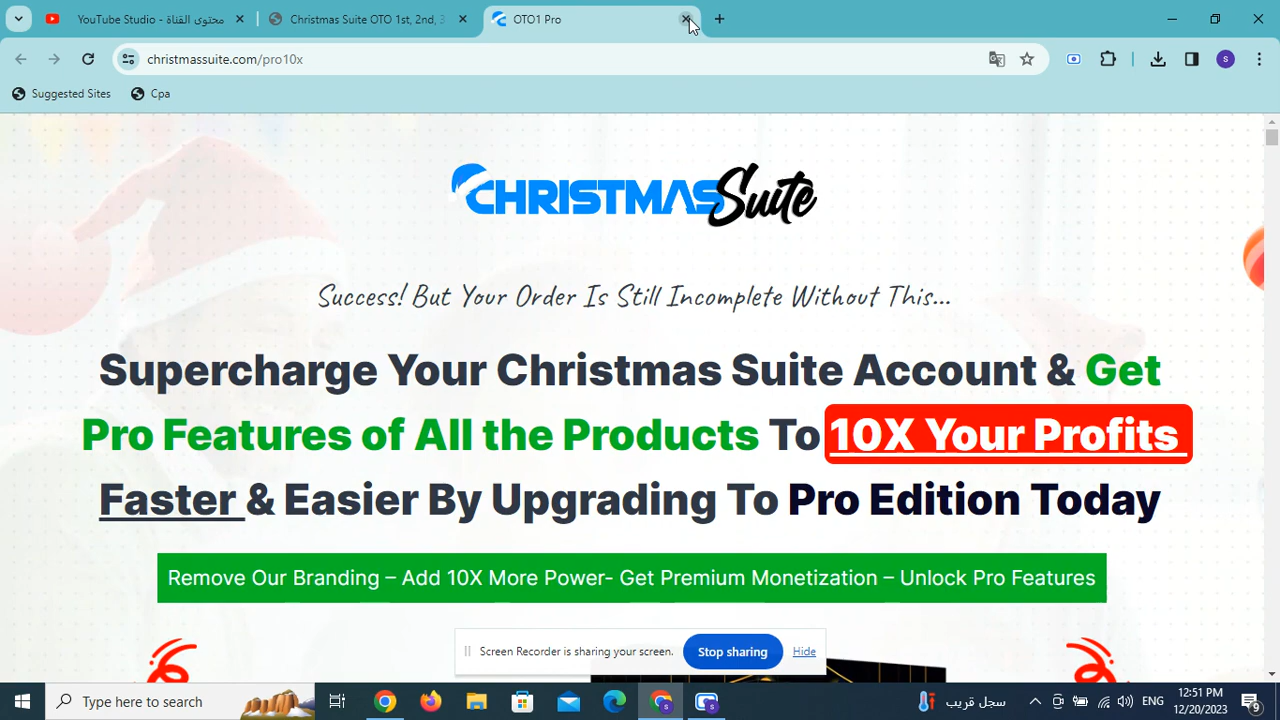 YouTube Studio - محتوى القناة
Christmas Suite OTO 1st, 2nd, 3
OTO1 Pro
christmassuite.com/pro10x
Suggested Sites
Cpa
CHRISTMAS Suite
Success! But Your Order Is Still Incomplete Without This...
Supercharge Your Christmas Suite Account & Get
Pro Features of All the Products To 10X Your Profits
Faster & Easier By Upgrading To Pro Edition Today
Remove Our Branding – Add 10X More Power- Get Premium Monetization – Unlock Pro Features
Screen Recorder is sharing your screen.
Stop sharing
Hide
Type here to search
سجل قريب
ENG
12:51 PM
12/20/2023
9